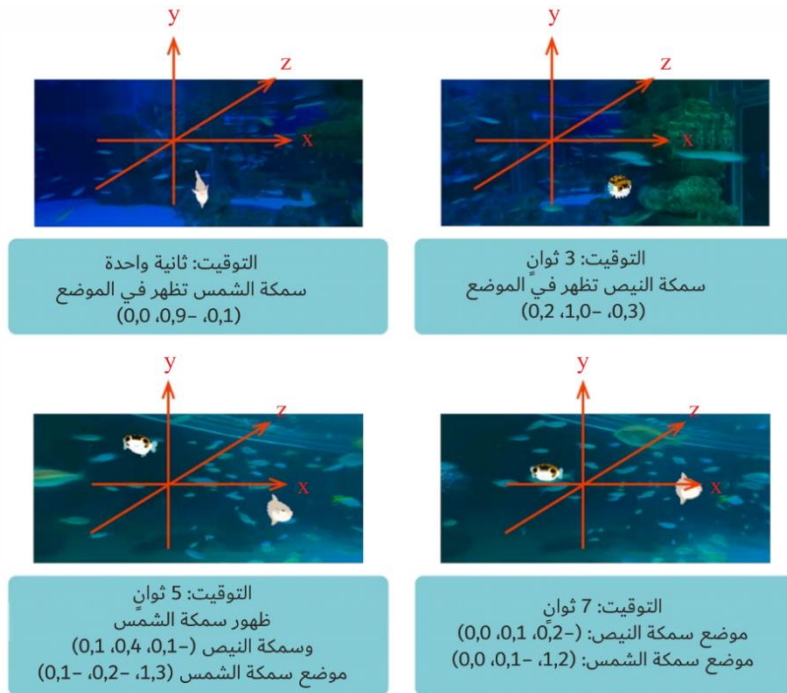 y
z
x
التوقيت: ثانية واحدة
سمكة الشمس تظهر في الموضع
(0,1، –0,9، 0,0)
y
z
x
التوقيت: 3 ثوانٍ
سمكة النيص تظهر في الموضع
(0,3، –1,0، 0,2)
y
z
x
التوقيت: 5 ثوانٍ
ظهور سمكة الشمس
وسمكة النيص (–0,1، 0,4، 0,1)
موضع سمكة الشمس (1,3، –0,2، –0,1)
y
z
x
التوقيت: 7 ثوانٍ
موضع سمكة النيص: (–0,2، 0,1، 0,0)
موضع سمكة الشمس: (1,2، –0,1، 0,0)